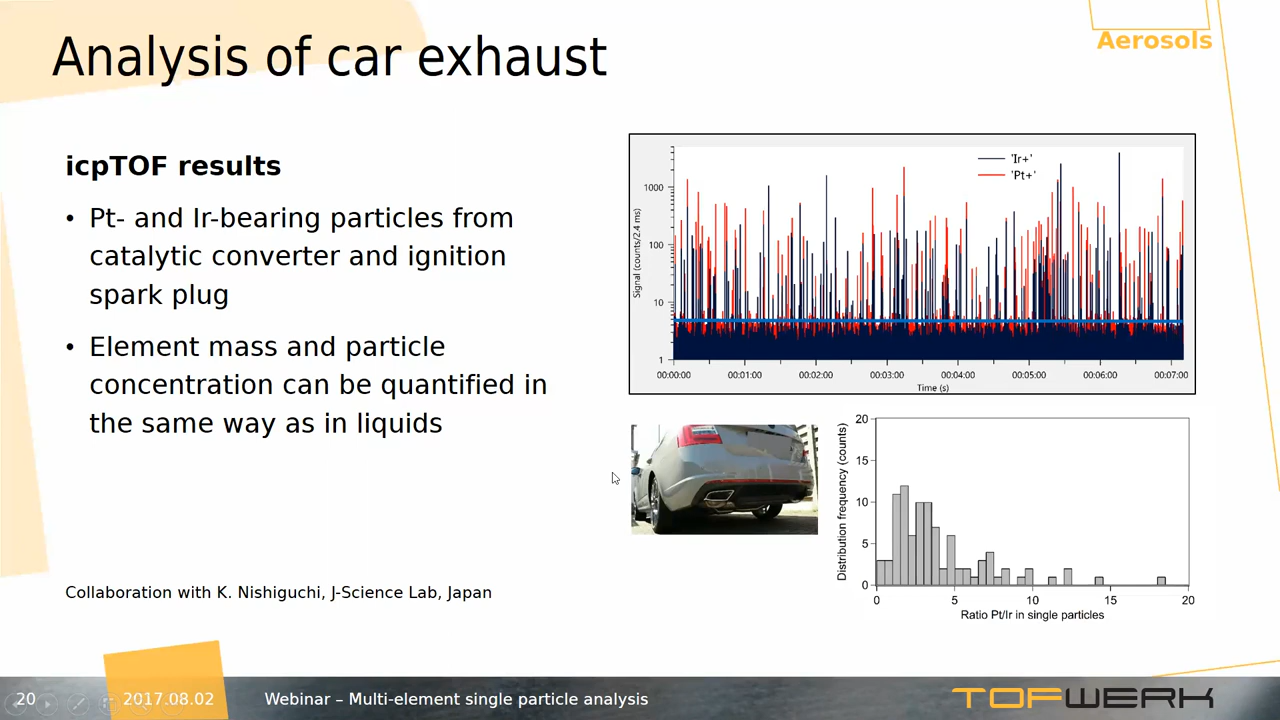 Analysis of car exhaust
Aerosols
icpTOF results
• Pt- and Ir-bearing particles from
catalytic converter and ignition
spark plug
• Element mass and particle
concentration can be quantified in
the same way as in liquids
Collaboration with K. Nishiguchi, J-Science Lab, Japan
'Ir+'
'Pt+'
Signal (counts/2.4 ms)
1000
100
10
1
00:00:00 00:01:00 00:02:00 00:03:00 00:04:00 00:05:00 00:06:00 00:07:00
Time (s)
Distribution frequency (counts)
20
15
10
5
0
0 5 10 15 20
Ratio Pt/Ir in single particles
20
2017.08.02
Webinar – Multi-element single particle analysis
TOFWERK